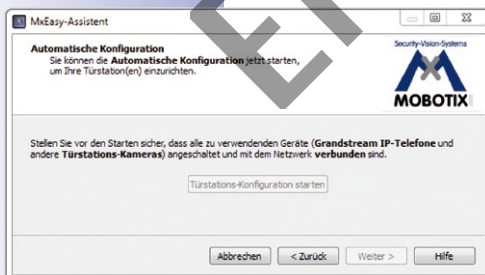 MxEasy-Assistent
Automatische Konfiguration
Sie können die Automatische Konfiguration jetzt starten,
um Ihre Türstation(en) einzurichten.
Security-Vision-Systems
MOBOTIX
Stellen Sie vor den Starten sicher, dass alle zu verwendenden Geräte (Grandstream IP-Telefone und
andere Türstations-Kameras) angeschaltet und mit dem Netzwerk verbunden sind.
Türstations-Konfiguration starten
Abbrechen
< Zurück
Weiter >
Hilfe